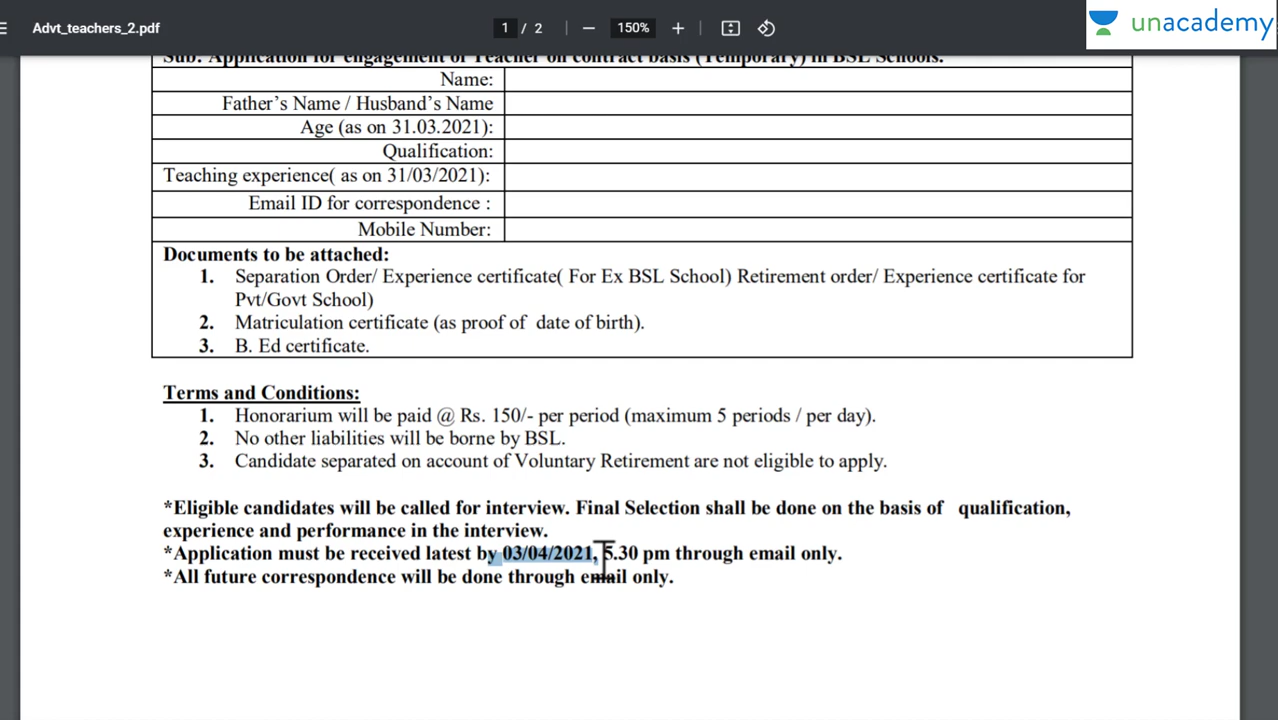 Advt_teachers_2.pdf
1 / 2
150%
unacademy
Sub: Application for engagement of Teacher on contract basis (Temporary) in BSL Schools.
Name:
Father's Name / Husband's Name
Age (as on 31.03.2021):
Qualification:
Teaching experience( as on 31/03/2021):
Email ID for correspondence :
Mobile Number:
Documents to be attached:
1. Separation Order/ Experience certificate( For Ex BSL School) Retirement order/ Experience certificate for
Pvt/Govt School)
2. Matriculation certificate (as proof of date of birth).
3. B. Ed certificate.
Terms and Conditions:
1. Honorarium will be paid @ Rs. 150/- per period (maximum 5 periods / per day).
2. No other liabilities will be borne by BSL.
3. Candidate separated on account of Voluntary Retirement are not eligible to apply.
*Eligible candidates will be called for interview. Final Selection shall be done on the basis of qualification,
experience and performance in the interview.
*Application must be received latest by 03/04/2021, 5.30 pm through email only.
*All future correspondence will be done through email only.